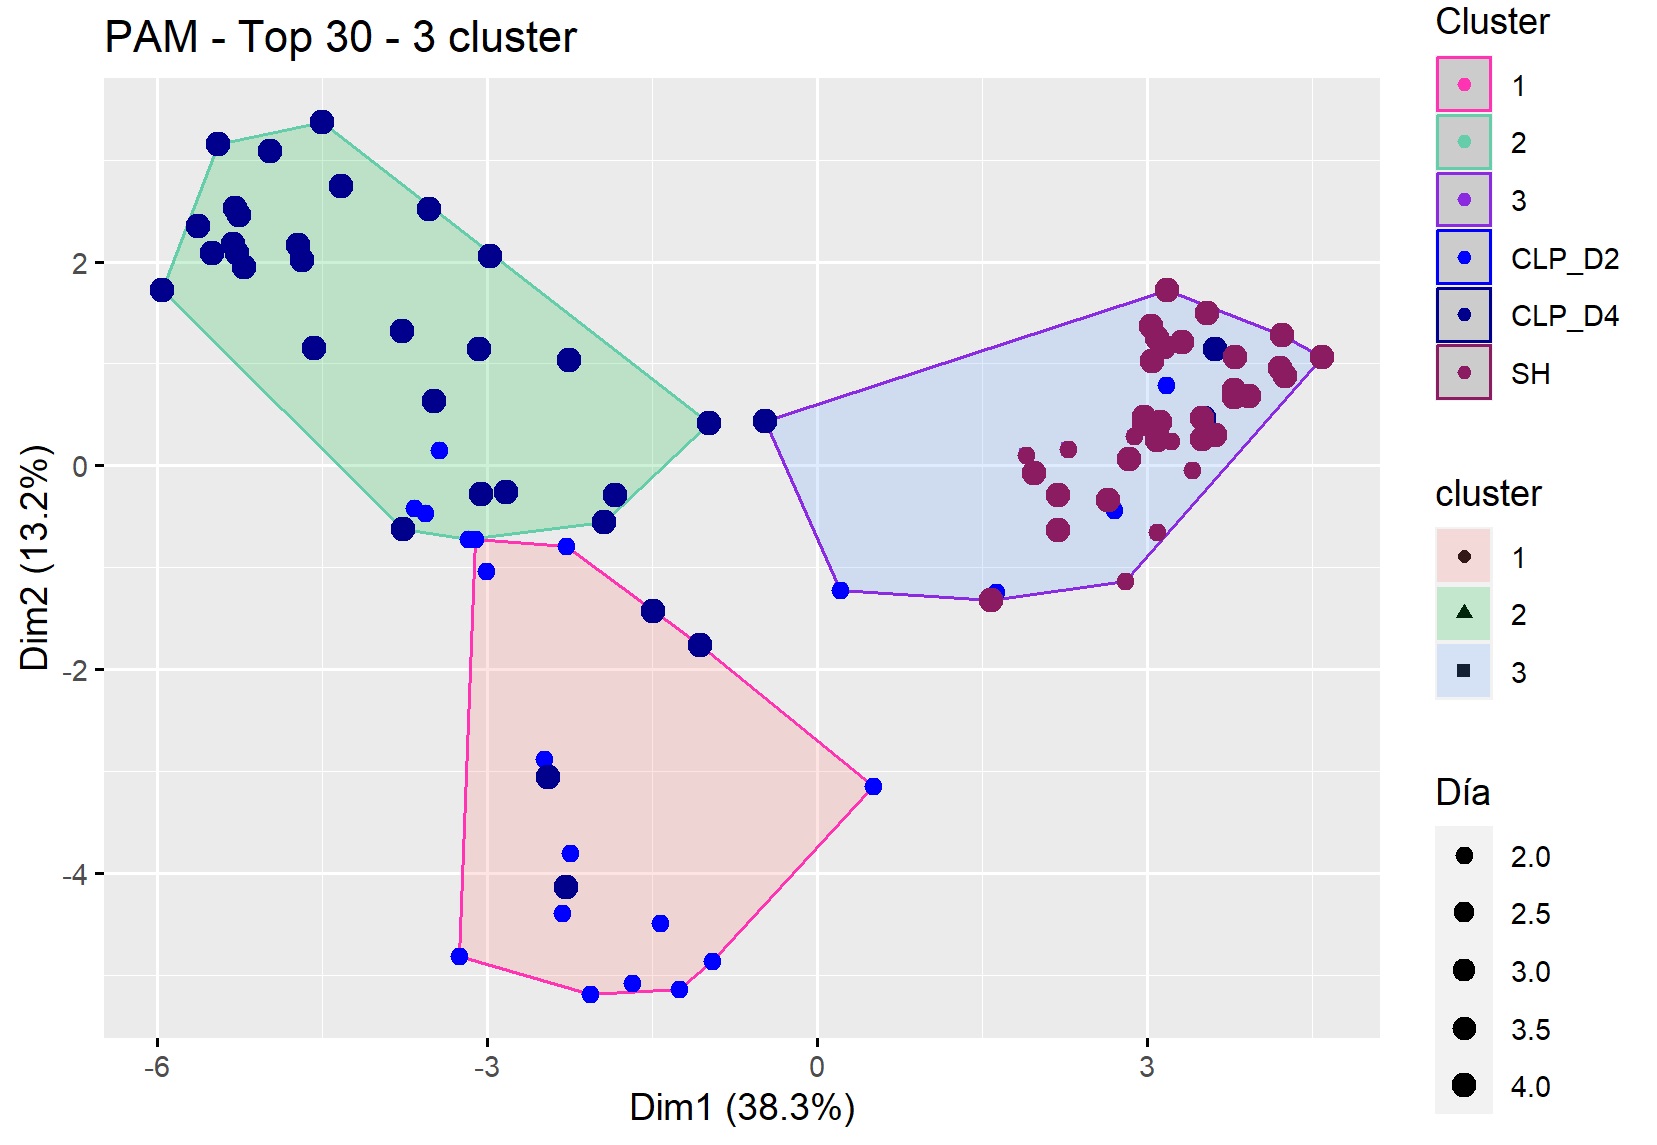 PAM - Top 30 - 3 cluster
Cluster
1
2
3
CLP_D2
CLP_D4
SH
cluster
1
2
3
Día
2.0
2.5
3.0
3.5
4.0
Dim2 (13.2%)
2
0
-2
-4
-6
-3
0
3
Dim1 (38.3%)